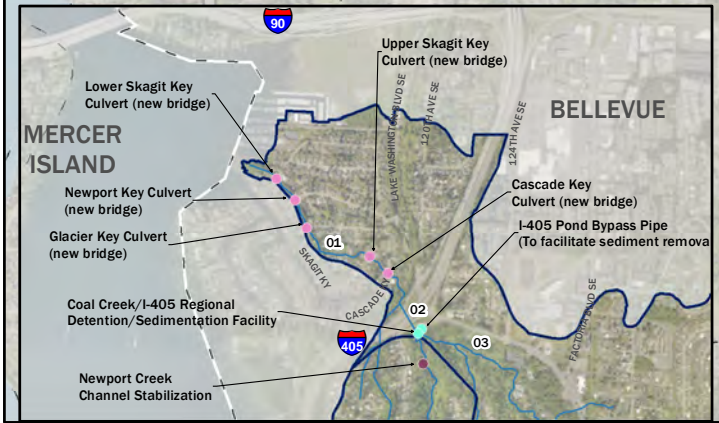 90
Upper Skagit Key
Culvert (new bridge)
Lower Skagit Key
Culvert (new bridge)
LAKE WASHINGTON BLVD SE
120TH AVE SE
124TH AVE SE
BELLEVUE
MERCER
ISLAND
Newport Key Culvert
(new bridge)
Cascade Key
Culvert (new bridge)
Glacier Key Culvert
(new bridge)
I-405 Pond Bypass Pipe
(To facilitate sediment remova
01
SKAGIT KY
CASCADE KY
Coal Creek/I-405 Regional
Detention/Sedimentation Facility
02
03
FACTORIA BLVD SE
405
Newport Creek
Channel Stabilization